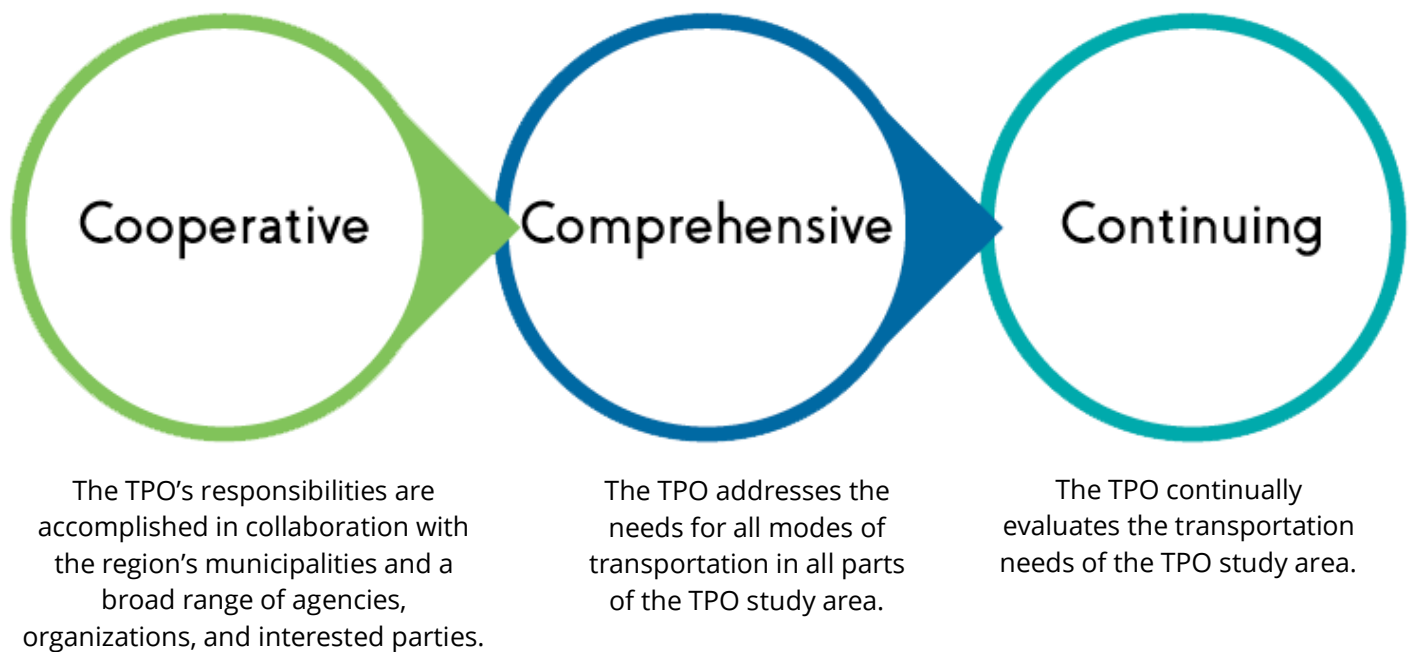 Cooperative
Comprehensive
Continuing
The TPO’s responsibilities are
accomplished in collaboration with
the region’s municipalities and a
broad range of agencies,
organizations, and interested parties.
The TPO addresses the
needs for all modes of
transportation in all parts
of the TPO study area.
The TPO continually
evaluates the transportation
needs of the TPO study area.